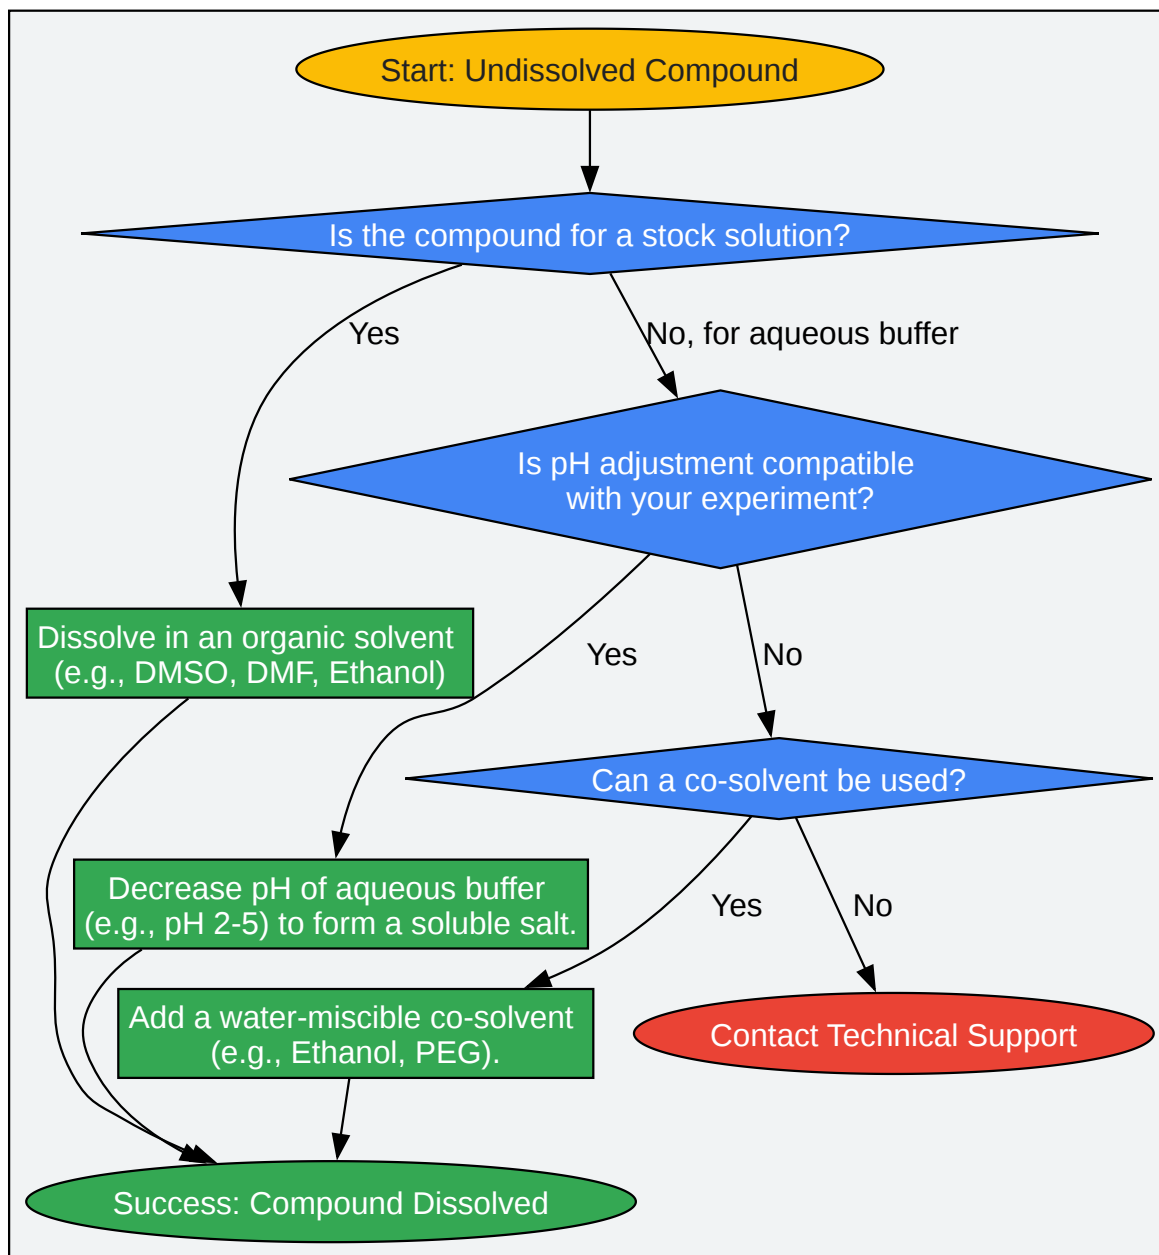 Start: Undissolved Compound
Is the compound for a stock solution?
Yes
No, for aqueous buffer
Is pH adjustment compatible
with your experiment?
Dissolve in an organic solvent
(e.g., DMSO, DMF, Ethanol)
Yes
No
Can a co-solvent be used?
Decrease pH of aqueous buffer
(e.g., pH 2-5) to form a soluble salt.
Yes
No
Add a water-miscible co-solvent
(e.g., Ethanol, PEG).
Contact Technical Support
Success: Compound Dissolved